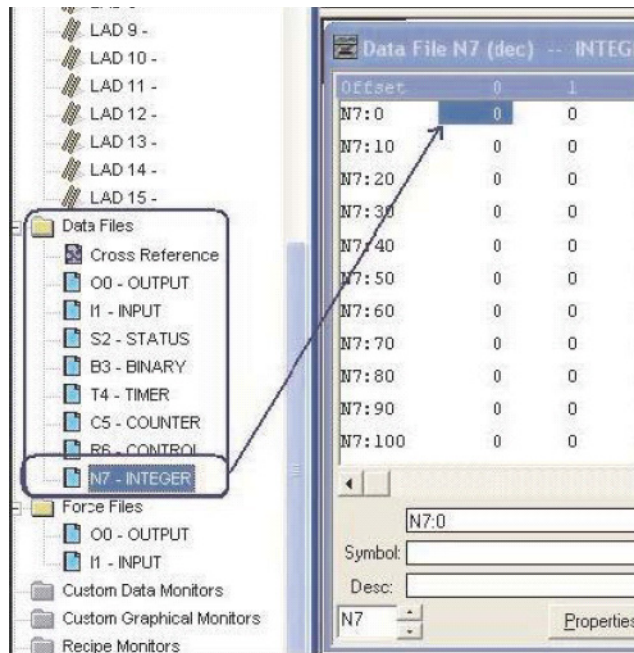 LAD 9 -
LAD 10 -
LAD 11 -
LAD 12 -
LAD 13 -
LAD 14 -
LAD 15 -
Data Files
Cross Reference
O0 - OUTPUT
I1 - INPUT
S2 - STATUS
B3 - BINARY
T4 - TIMER
C5 - COUNTER
R6 - CONTROL
N7 - INTEGER
Force Files
O0 - OUTPUT
I1 - INPUT
Custom Data Monitors
Custom Graphical Monitors
Recipe Monitors
Data File N7 (dec) -- INTEG
Offset 0 1
N7:0 0 0
N7:10 0 0
N7:20 0 0
N7:30 0 0
N7:40 0 0
N7:50 0 0
N7:60 0 0
N7:70 0 0
N7:80 0 0
N7:90 0 0
N7:100 0 0
N7:0
Symbol:
Desc:
N7 Properties